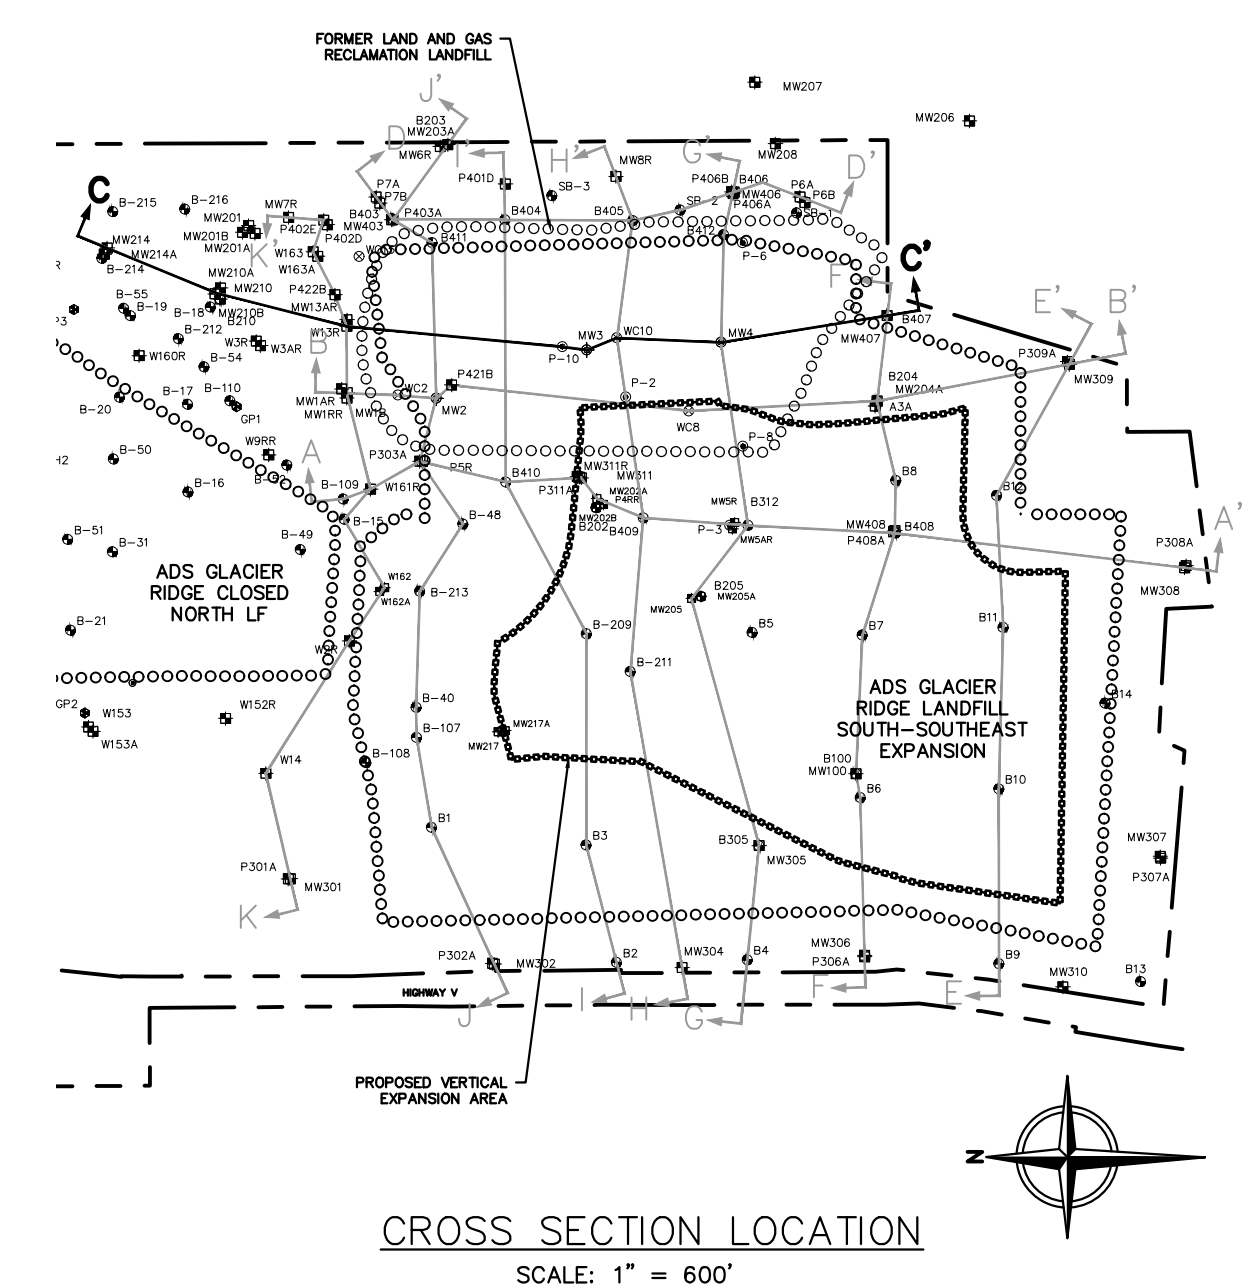 FORMER LAND AND GAS
RECLAMATION LANDFILL
MW207
MW206
J'
B203
MW203A
MW6R
D
I'
H'
G'
MW208
D'
MW8R
P401D
SB-3
P406B
B406
MW406
P406A
SB-2
P6A
P6B
SB-1
P7A
P7B
B403
MW403
P403A
B404
B405
B412
P-6
C
B-215
B-216
MW7R
MW201
MW201B
MW201A
P402E
P402D
K'
W163
W163A
B411
MW214
MW214A
B-214
MW210A
MW210
MW210B
B210
P422B
MW13AR
W13R
F'
C'
E'
B'
B-55
B-19
B-18
B-212
W3R
W3AR
P3
W160R
B-54
MW3
P-10
WC10
MW4
B407
MW407
P309A
MW309
B
P421B
P-2
B204
MW204A
A3A
MW1AR
MW1RR
MW1B
WC2
MW2
WC8
B-20
B-17
B-110
GP1
W9RR
B-52
H2
B-50
A
P303A
P5R
B410
MW311R
MW311
P311A
P-8
B8
B-16
B-109
W161R
MW202A
P4RR
MW202B
B202
B409
MW5R
B312
P-3
MW5AR
B12
A'
B-51
B-31
B-15
B-48
B-49
MW408
B408
P408A
P308A
MW308
ADS GLACIER
RIDGE CLOSED
NORTH LF
W162
W162A
B-213
B205
MW205
MW205A
B-21
W2R
B-209
B5
B7
B11
B-211
ADS GLACIER
RIDGE LANDFILL
SOUTH-SOUTHEAST
EXPANSION
GP2
W153
W153A
W152R
B-40
B-107
MW217A
MW217
B14
W14
B-108
B100
MW100
B6
B10
B1
B3
B305
MW305
MW307
P307A
P301A
MW301
K
P302A
MW302
B2
MW304
B4
MW306
P306A
B9
MW310
B13
HIGHWAY V
J
I
H
G
F
E
PROPOSED VERTICAL
EXPANSION AREA
N
CROSS SECTION LOCATION
SCALE: 1" = 600'